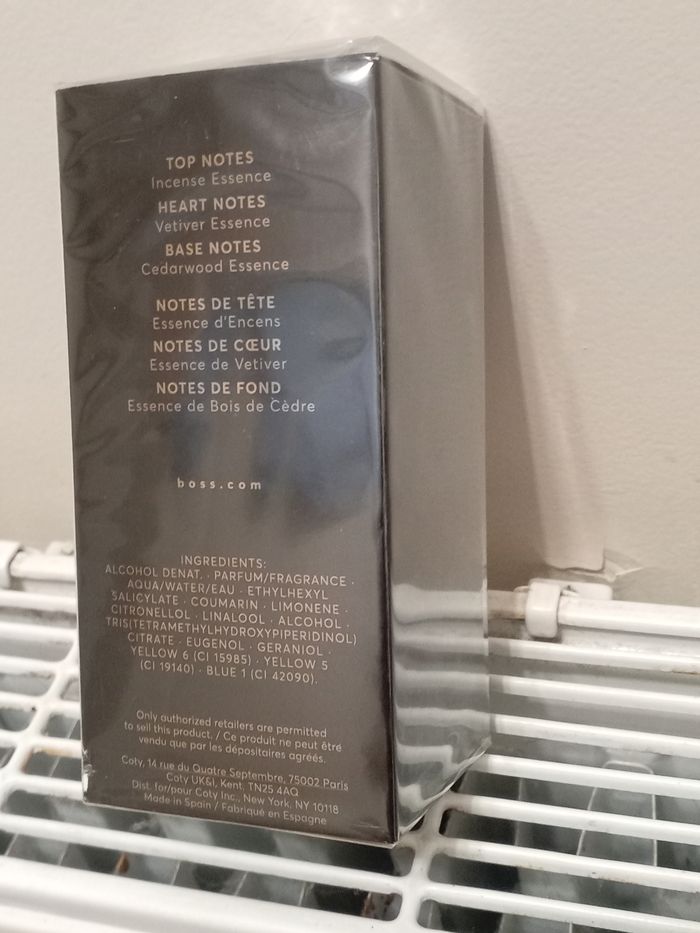 TOP NOTES
Incense Essence
HEART NOTES
Vetiver Essence
BASE NOTES
Cedarwood Essence
NOTES DE TÊTE
Essence d'Encens
NOTES DE CŒUR
Essence de Vetiver
NOTES DE FOND
Essence de Bois de Cèdre
boss.com
INGREDIENTS:
ALCOHOL DENAT. · PARFUM/FRAGRANCE ·
AQUA/WATER/EAU · ETHYLHEXYL
SALICYLATE · COUMARIN · LIMONENE ·
CITRONELLOL · LINALOOL · ALCOHOL ·
TRIS(TETRAMETHYLHYDROXYPIPERIDINOL)
CITRATE · EUGENOL · GERANIOL ·
YELLOW 6 (CI 15985) · YELLOW 5
(CI 19140) · BLUE 1 (CI 42090).
Only authorized retailers are permitted
to sell this product. / Ce produit ne peut être
vendu que par les dépositaires agréés.
Coty, 14 rue du Quatre Septembre, 75002 Paris
Coty UK&I, Kent, TN25 4AQ
Dist. for/pour Coty Inc., New York, NY 10118
Made in Spain / Fabriqué en Espagne